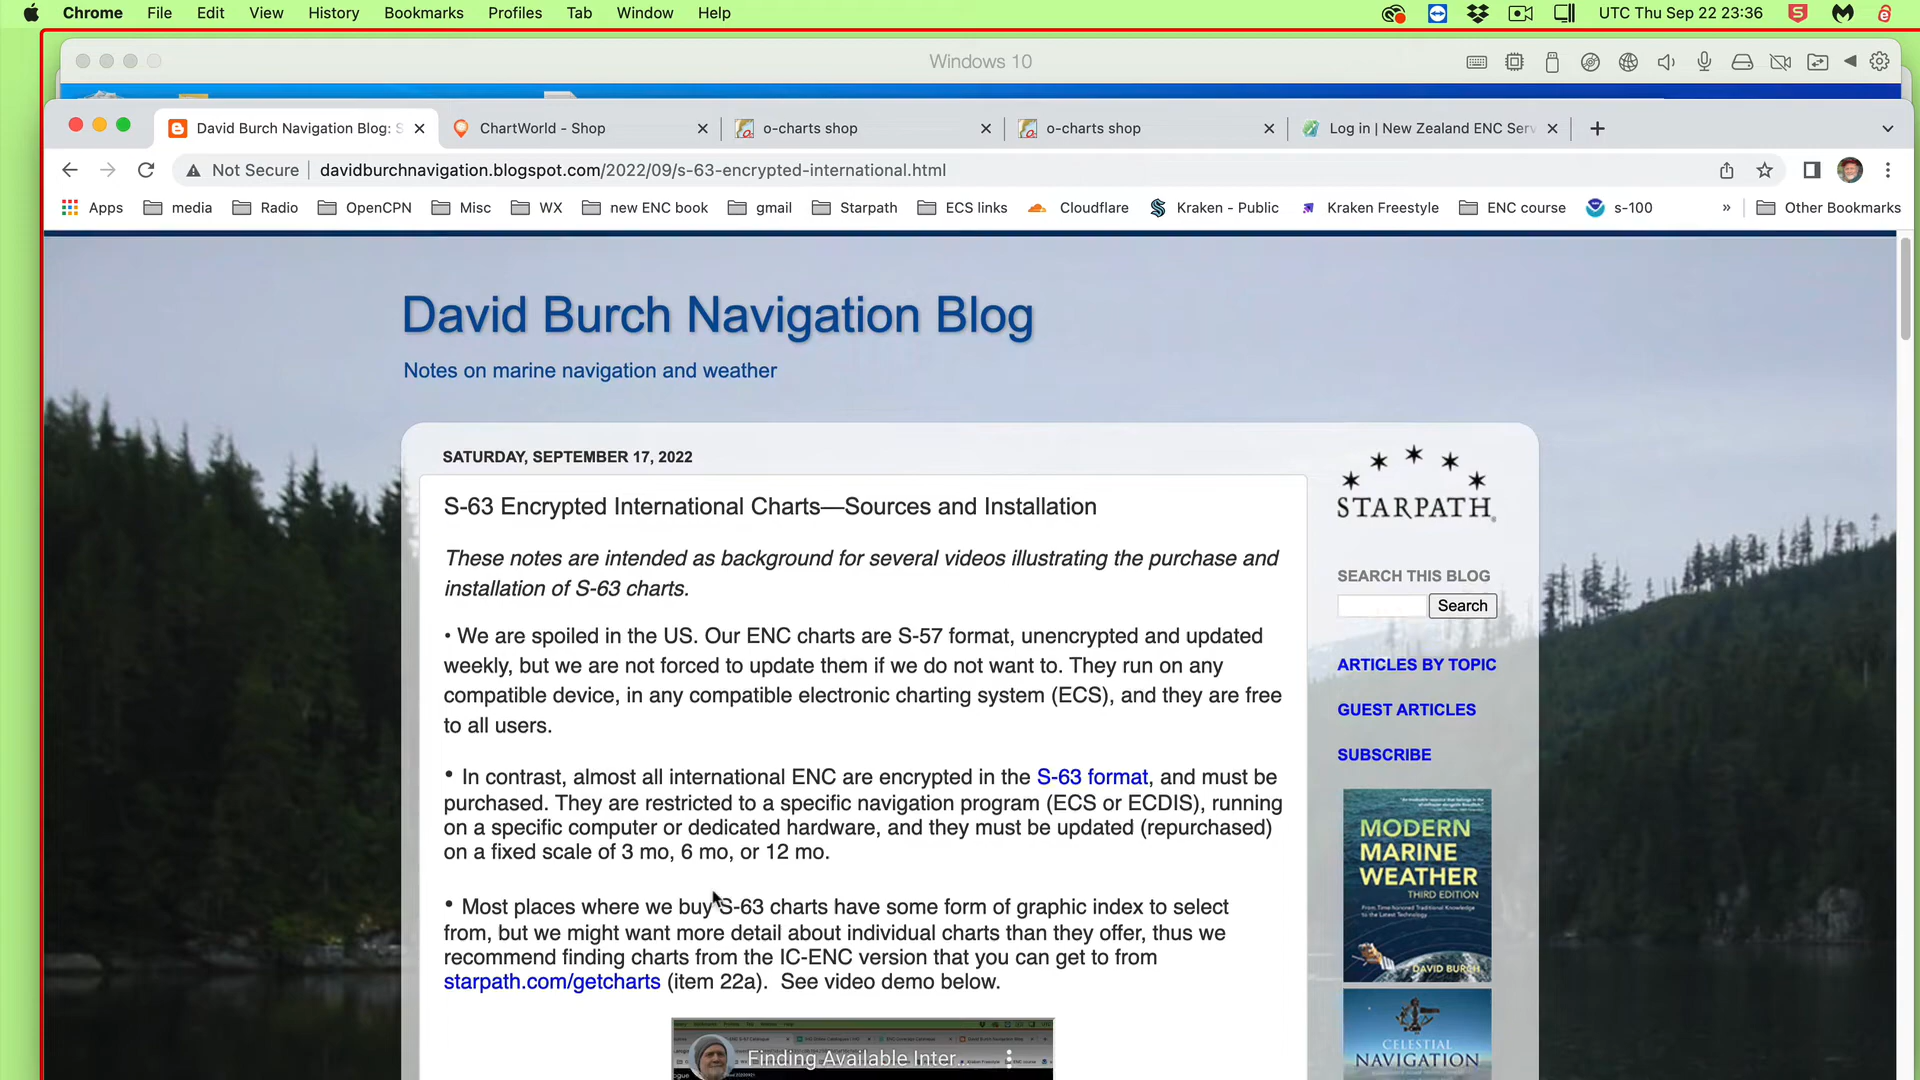 Chrome File Edit View History Bookmarks Profiles Tab Window Help UTC Thu Sep 22 23:36
Windows 10
David Burch Navigation Blog: S ChartWorld - Shop o-charts shop o-charts shop Log in | New Zealand ENC Serv
Not Secure davidburchnavigation.blogspot.com/2022/09/s-63-encrypted-international.html
Apps media Radio OpenCPN Misc WX new ENC book gmail Starpath ECS links Cloudflare Kraken - Public Kraken Freestyle ENC course s-100 » Other Bookmarks
David Burch Navigation Blog
Notes on marine navigation and weather
SATURDAY, SEPTEMBER 17, 2022
S-63 Encrypted International Charts—Sources and Installation
These notes are intended as background for several videos illustrating the purchase and
installation of S-63 charts.
• We are spoiled in the US. Our ENC charts are S-57 format, unencrypted and updated
weekly, but we are not forced to update them if we do not want to. They run on any
compatible device, in any compatible electronic charting system (ECS), and they are free
to all users.
• In contrast, almost all international ENC are encrypted in the S-63 format, and must be
purchased. They are restricted to a specific navigation program (ECS or ECDIS), running
on a specific computer or dedicated hardware, and they must be updated (repurchased)
on a fixed scale of 3 mo, 6 mo, or 12 mo.
• Most places where we buy S-63 charts have some form of graphic index to select
from, but we might want more detail about individual charts than they offer, thus we
recommend finding charts from the IC-ENC version that you can get to from
starpath.com/getcharts (item 22a). See video demo below.
Finding Available Inter...
STARPATH
SEARCH THIS BLOG
Search
ARTICLES BY TOPIC
GUEST ARTICLES
SUBSCRIBE
MODERN
MARINE
WEATHER
THIRD EDITION
From Time-honored Traditional Knowledge
to the Latest Technology
DAVID BURCH
CELESTIAL
NAVIGATION